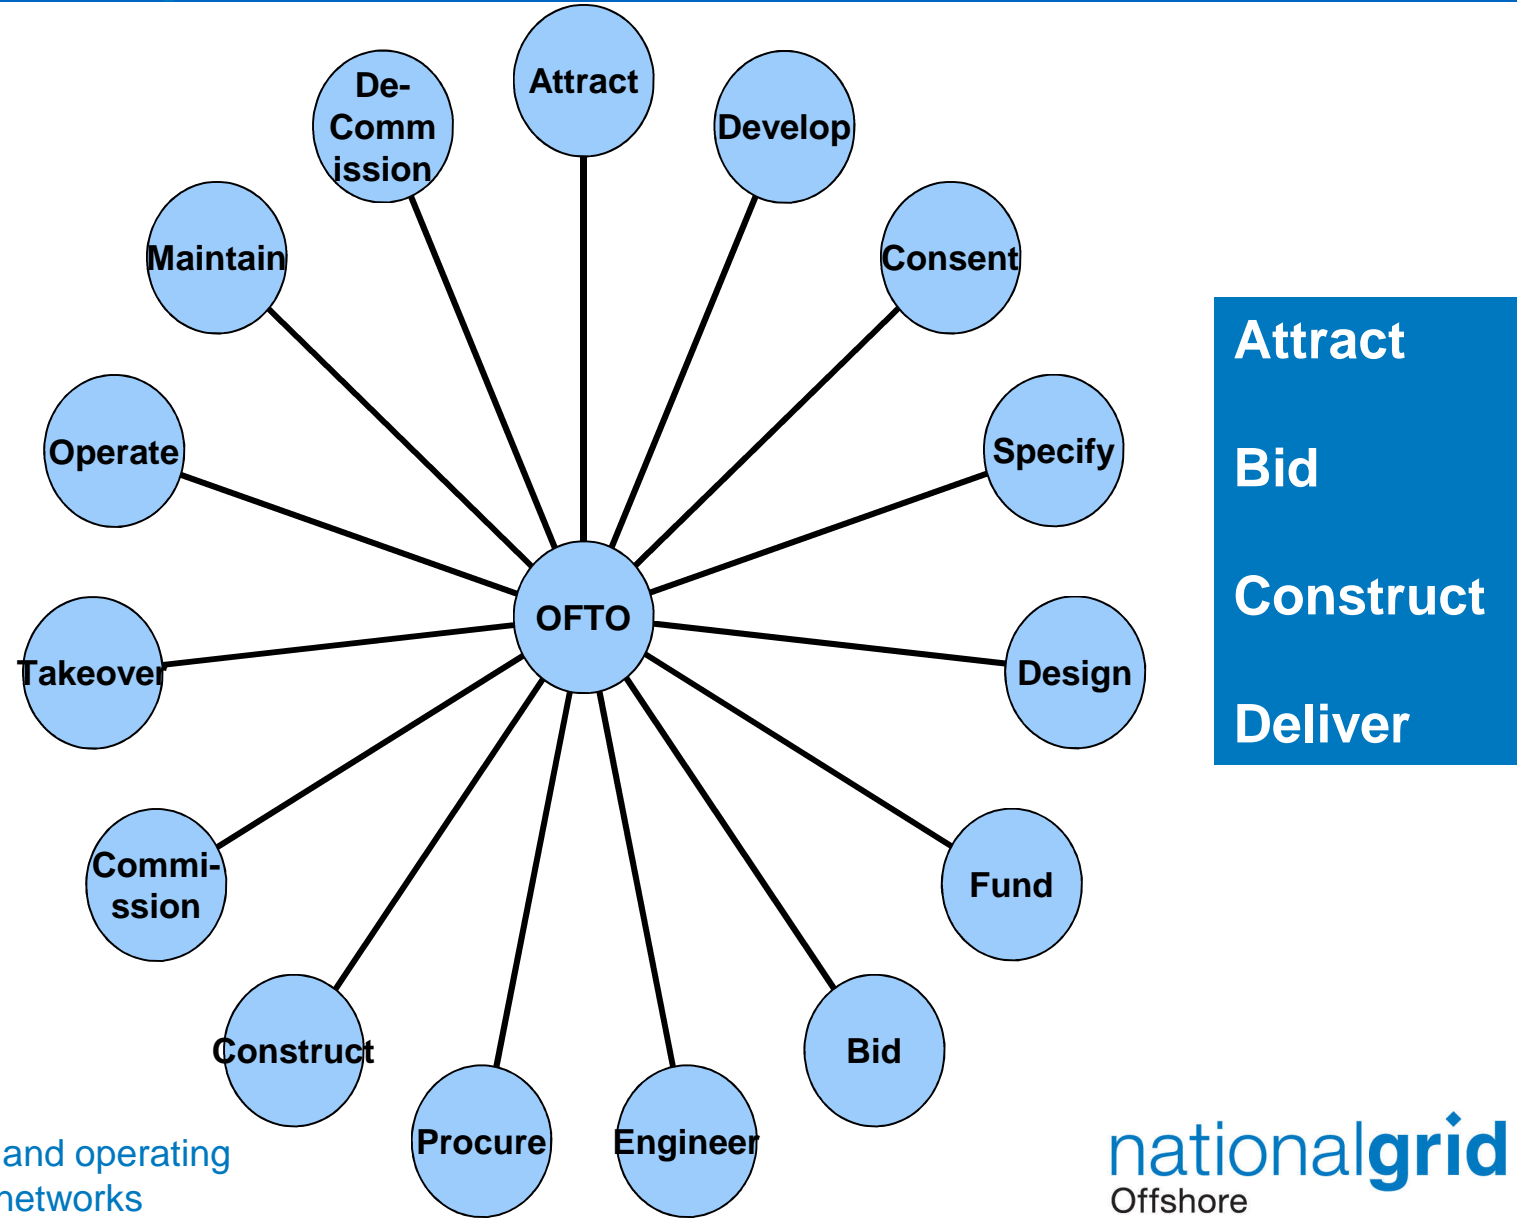 Attract
De-
Comm
ission
Develop
Maintain
Consent
Attract
Operate
Specify
Bid
Construct
OFTO
Takeover
Design
Deliver
Commi-
ssion
Fund
Construct
Bid
Procure
Engineer
and operating
networks
nationalgrid
Offshore